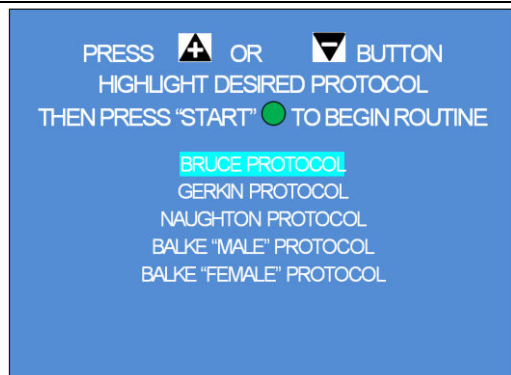 PRESS + OR - BUTTON
HIGHLIGHT DESIRED PROTOCOL
THEN PRESS “START” TO BEGIN ROUTINE
BRUCE PROTOCOL
GERKIN PROTOCOL
NAUGHTON PROTOCOL
BALKE “MALE” PROTOCOL
BALKE “FEMALE” PROTOCOL